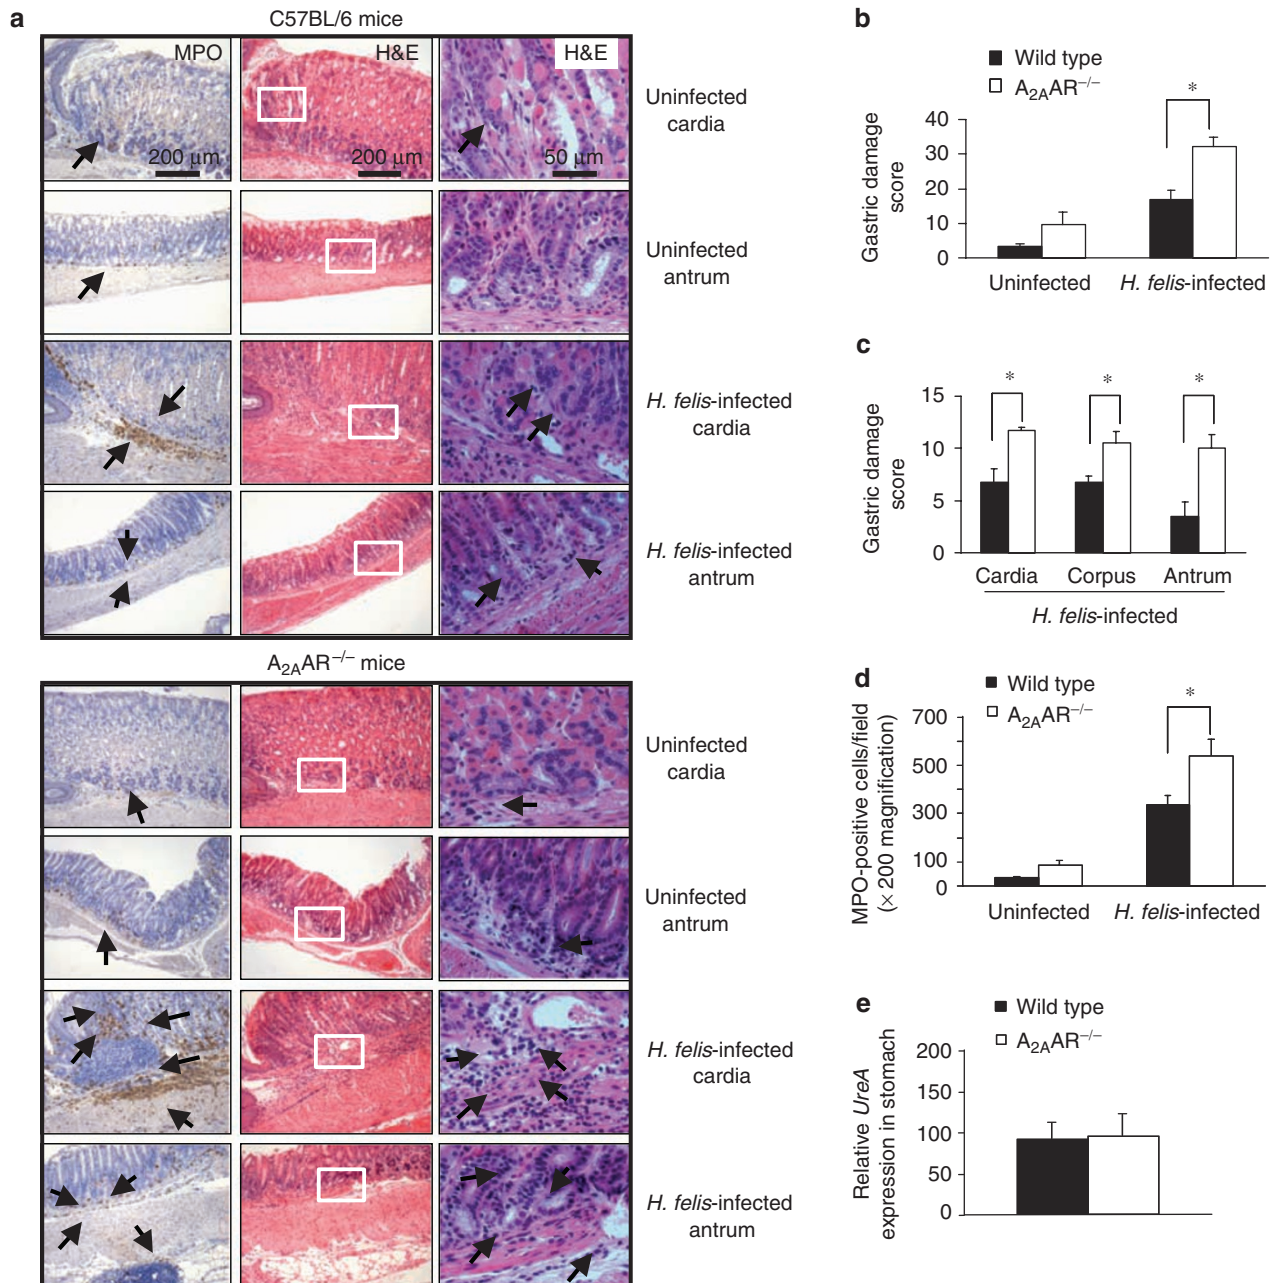 a
C57BL/6 mice
MPO
H&E
H&E
200 μm
200 μm
50 μm
Uninfected
cardia
Uninfected
antrum
H. felis-infected
cardia
H. felis-infected
antrum
A2AAR−/− mice
Uninfected
cardia
Uninfected
antrum
H. felis-infected
cardia
H. felis-infected
antrum
b
Wild type
A2AAR−/−
Gastric damage
score
40
30
20
10
0
*
Uninfected
H. felis-infected
c
Gastric damage
score
15
10
5
0
*
*
*
Cardia
Corpus
Antrum
H. felis-infected
d
Wild type
A2AAR−/−
MPO-positive cells/field
(× 200 magnification)
700
500
300
100
0
*
Uninfected
H. felis-infected
e
Wild type
A2AAR−/−
Relative UreA
expression in stomach
200
150
100
50
0